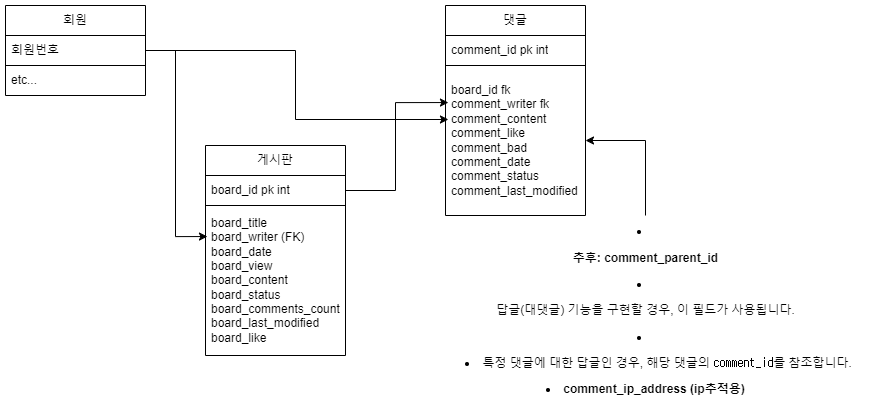 회원
회원번호
etc...
댓글
comment_id pk int
board_id fk
comment_writer fk
comment_content
comment_like
comment_bad
comment_date
comment_status
comment_last_modified
게시판
board_id pk int
board_title
board_writer (FK)
board_date
board_view
board_content
board_status
board_comments_count
board_last_modified
board_like
추후: comment_parent_id
답글(대댓글) 기능을 구현할 경우, 이 필드가 사용됩니다.
특정 댓글에 대한 답글인 경우, 해당 댓글의 comment_id를 참조합니다.
comment_ip_address (ip추적용)